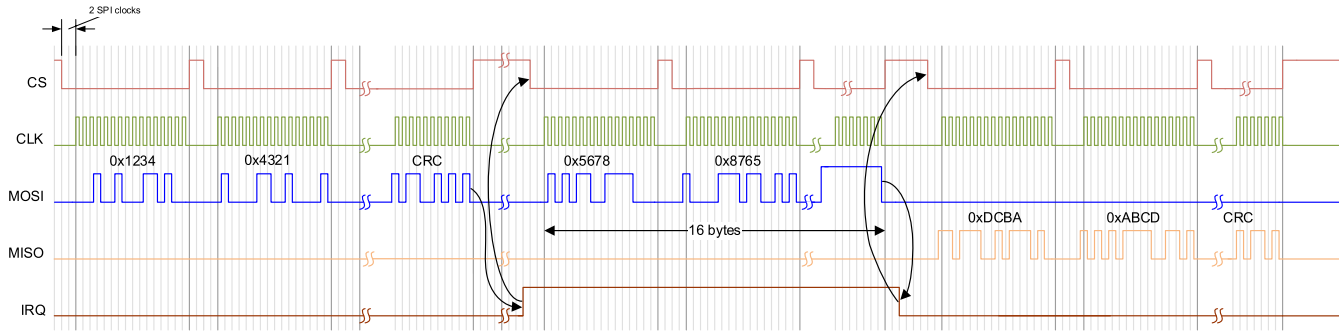 2 SPI clocks
CS
CLK
0x1234 0x4321 CRC 0x5678 0x8765
MOSI
0xDCBA 0xABCD CRC
16 bytes
MISO
IRQ